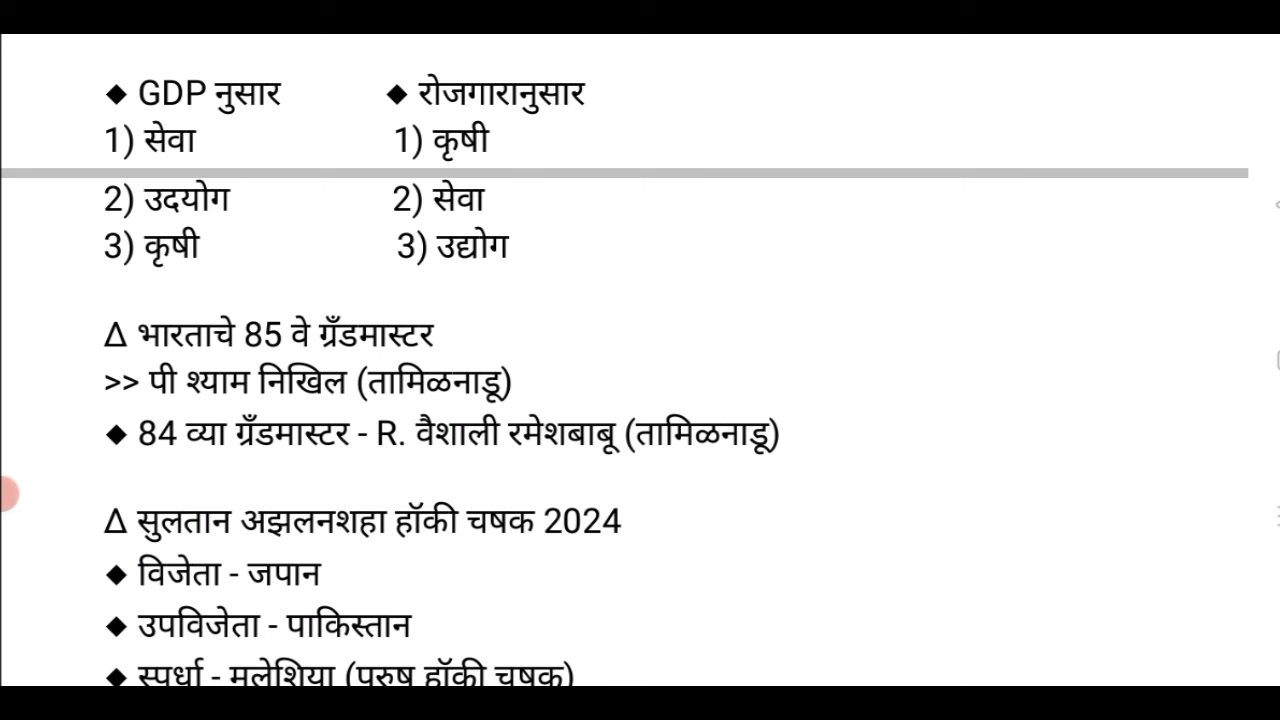 ◆ GDP नुसार ◆ रोजगारानुसार
1) सेवा 1) कृषी
2) उदयोग 2) सेवा
3) कृषी 3) उद्योग
Δ भारताचे 85 वे ग्रँडमास्टर
>> पी श्याम निखिल (तामिळनाडू)
◆ 84 व्या ग्रँडमास्टर - R. वैशाली रमेशबाबू (तामिळनाडू)
Δ सुलतान अझलनशहा हॉकी चषक 2024
◆ विजेता - जपान
◆ उपविजेता - पाकिस्तान
◆ स्पर्धा - मलेशिया (पुरुष हॉकी चषक)